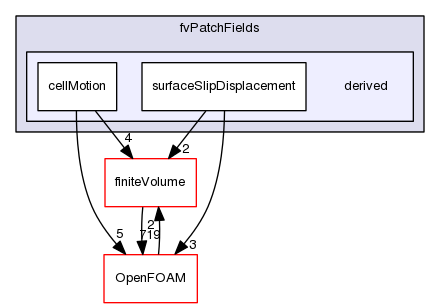 fvPatchFields
cellMotion
surfaceSlipDisplacement
derived
4
2
finiteVolume
2
719
5
3
OpenFOAM